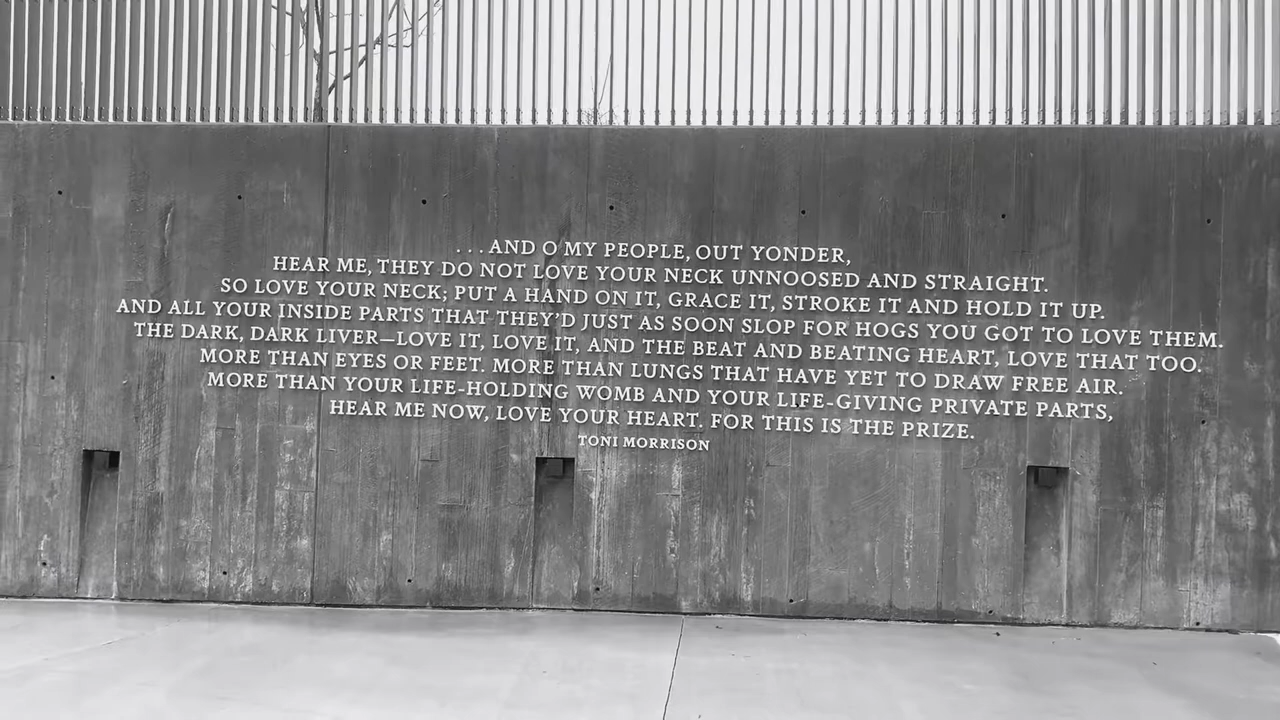 ...AND O MY PEOPLE, OUT YONDER,
HEAR ME, THEY DO NOT LOVE YOUR NECK UNNOOSED AND STRAIGHT.
SO LOVE YOUR NECK; PUT A HAND ON IT, GRACE IT, STROKE IT AND HOLD IT UP.
AND ALL YOUR INSIDE PARTS THAT THEY'D JUST AS SOON SLOP FOR HOGS YOU GOT TO LOVE THEM.
THE DARK, DARK LIVER—LOVE IT, LOVE IT, AND THE BEAT AND BEATING HEART, LOVE THAT TOO.
MORE THAN EYES OR FEET. MORE THAN LUNGS THAT HAVE YET TO DRAW FREE AIR.
MORE THAN YOUR LIFE-HOLDING WOMB AND YOUR LIFE-GIVING PRIVATE PARTS,
HEAR ME NOW, LOVE YOUR HEART. FOR THIS IS THE PRIZE.
TONI MORRISON